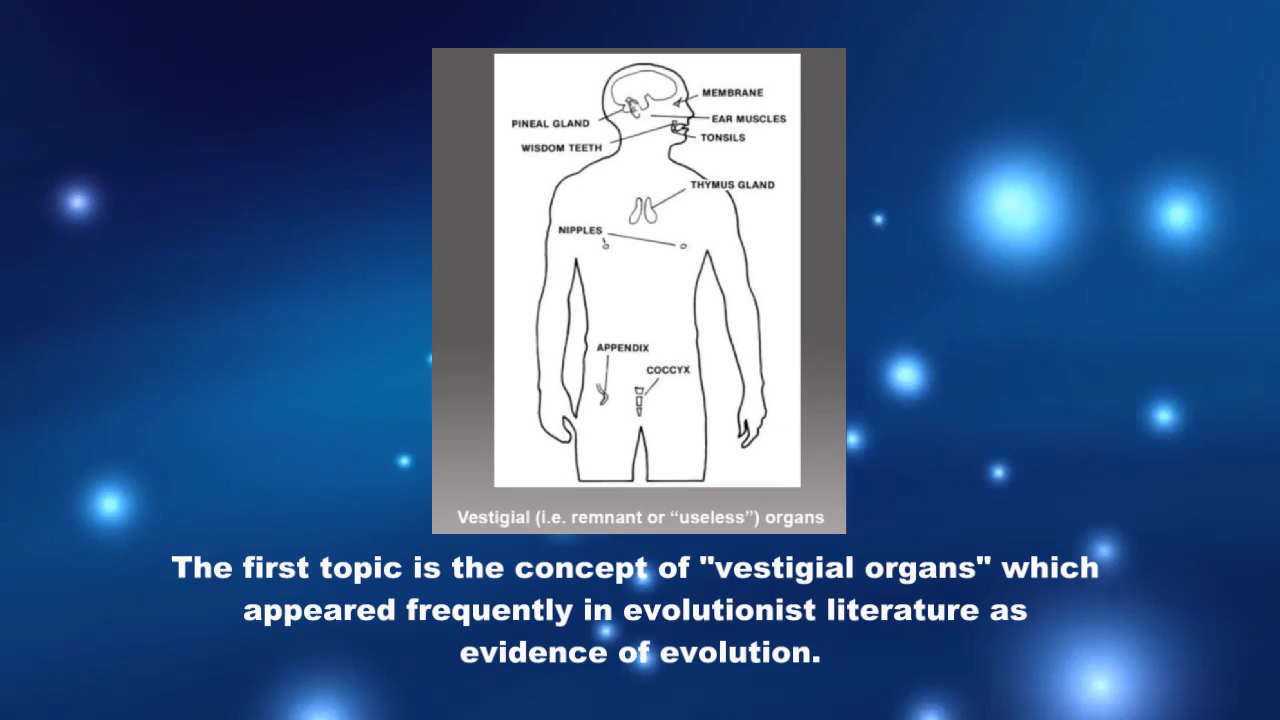 MEMBRANE
PINEAL GLAND
EAR MUSCLES
WISDOM TEETH
TONSILS
THYMUS GLAND
NIPPLES
APPENDIX
COCCYX
Vestigial (i.e. remnant or “useless”) organs
The first topic is the concept of "vestigial organs" which
appeared frequently in evolutionist literature as
evidence of evolution.